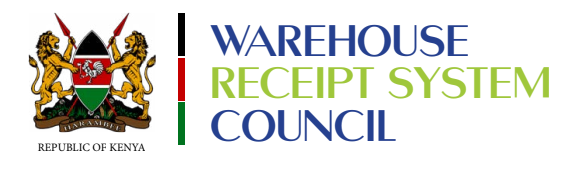 HARAMBEE
REPUBLIC OF KENYA
WAREHOUSE
RECEIPT SYSTEM
COUNCIL